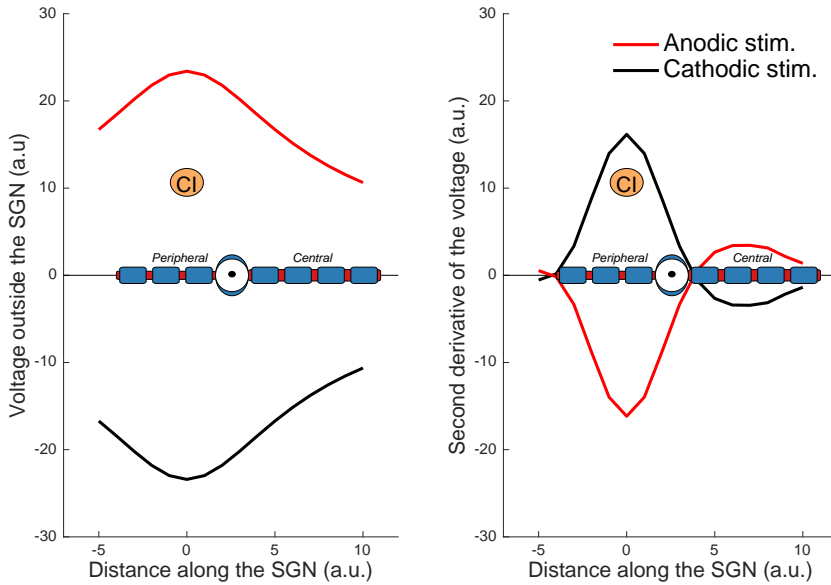 Voltage outside the SGN (a.u)
30
20
10
0
-10
-20
-30
CI
Peripheral
Central
-5
0
5
10
Distance along the SGN (a.u.)
Second derivative of the voltage (a.u.)
30
20
10
0
-10
-20
-30
Anodic stim.
Cathodic stim.
CI
Peripheral
Central
-5
0
5
10
Distance along the SGN (a.u.)